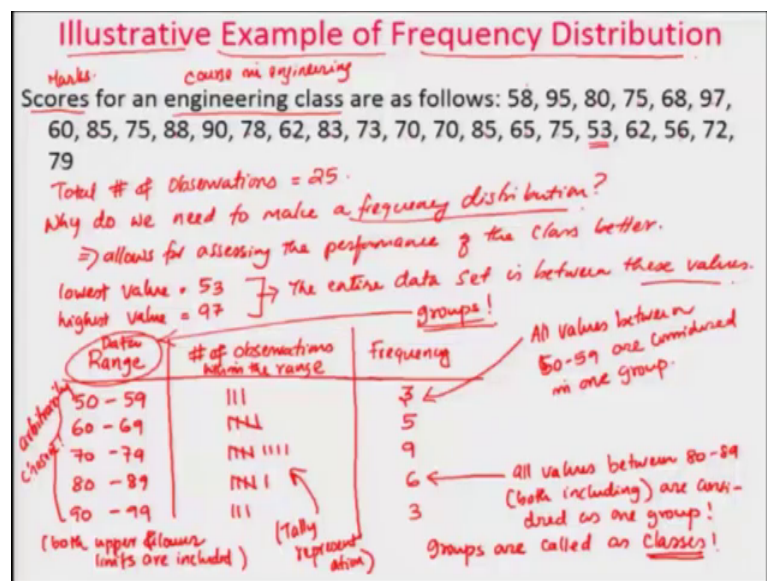 Illustrative Example of Frequency Distribution
Marks. course in engineering
Scores for an engineering class are as follows: 58, 95, 80, 75, 68, 97,
60, 85, 75, 88, 90, 78, 62, 83, 73, 70, 70, 85, 65, 75, 53, 62, 56, 72,
79
Total # of Observations = 25.
Why do we need to make a frequency distribution?
⇒ allows for assessing the performance of the class better.
lowest value = 53
highest value = 97
} → The entire data set is between these values.
groups!
Data Range
# of observations within the range
Frequency
All values between
50-59 are considered
in one group.
arbitrarily chosen!
50 - 59 III 3
60 - 69 5
70 - 79 IIII 9
80 - 89 I 6
90 - 99 III 3
all values between 80-89
(both including) are consi-
dred as one group!
(both upper & lower
limits are included)
(Tally
represent
ation)
groups are called as classes!